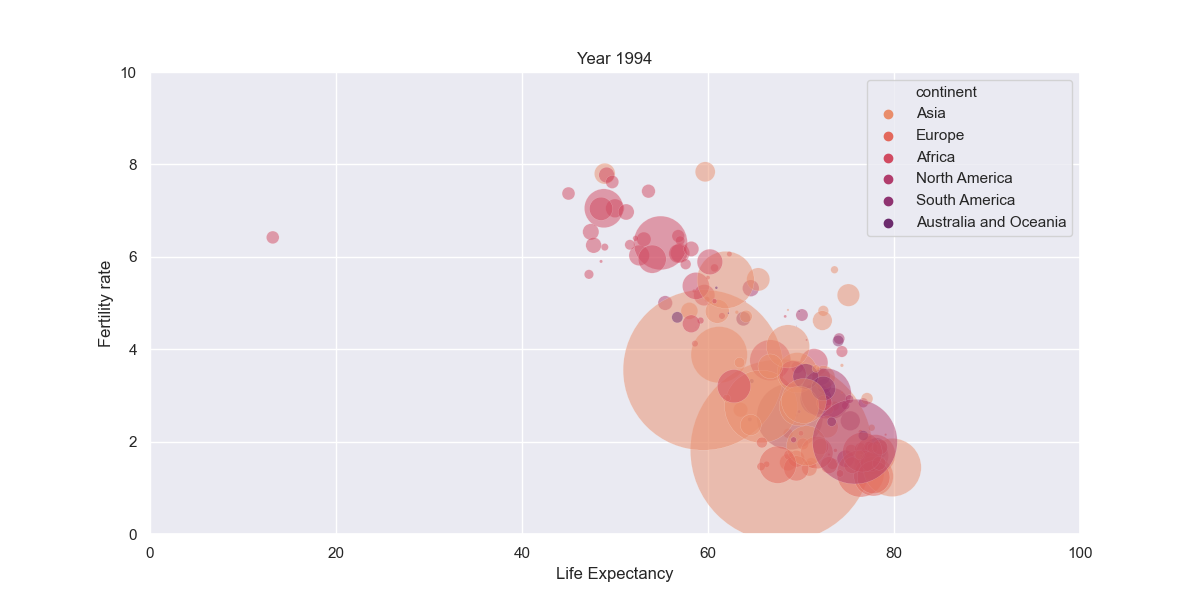 Year 1994
continent
Asia
Europe
Africa
North America
South America
Australia and Oceania
Fertility rate
10
8
6
4
2
0
0 20 40 60 80 100
Life Expectancy